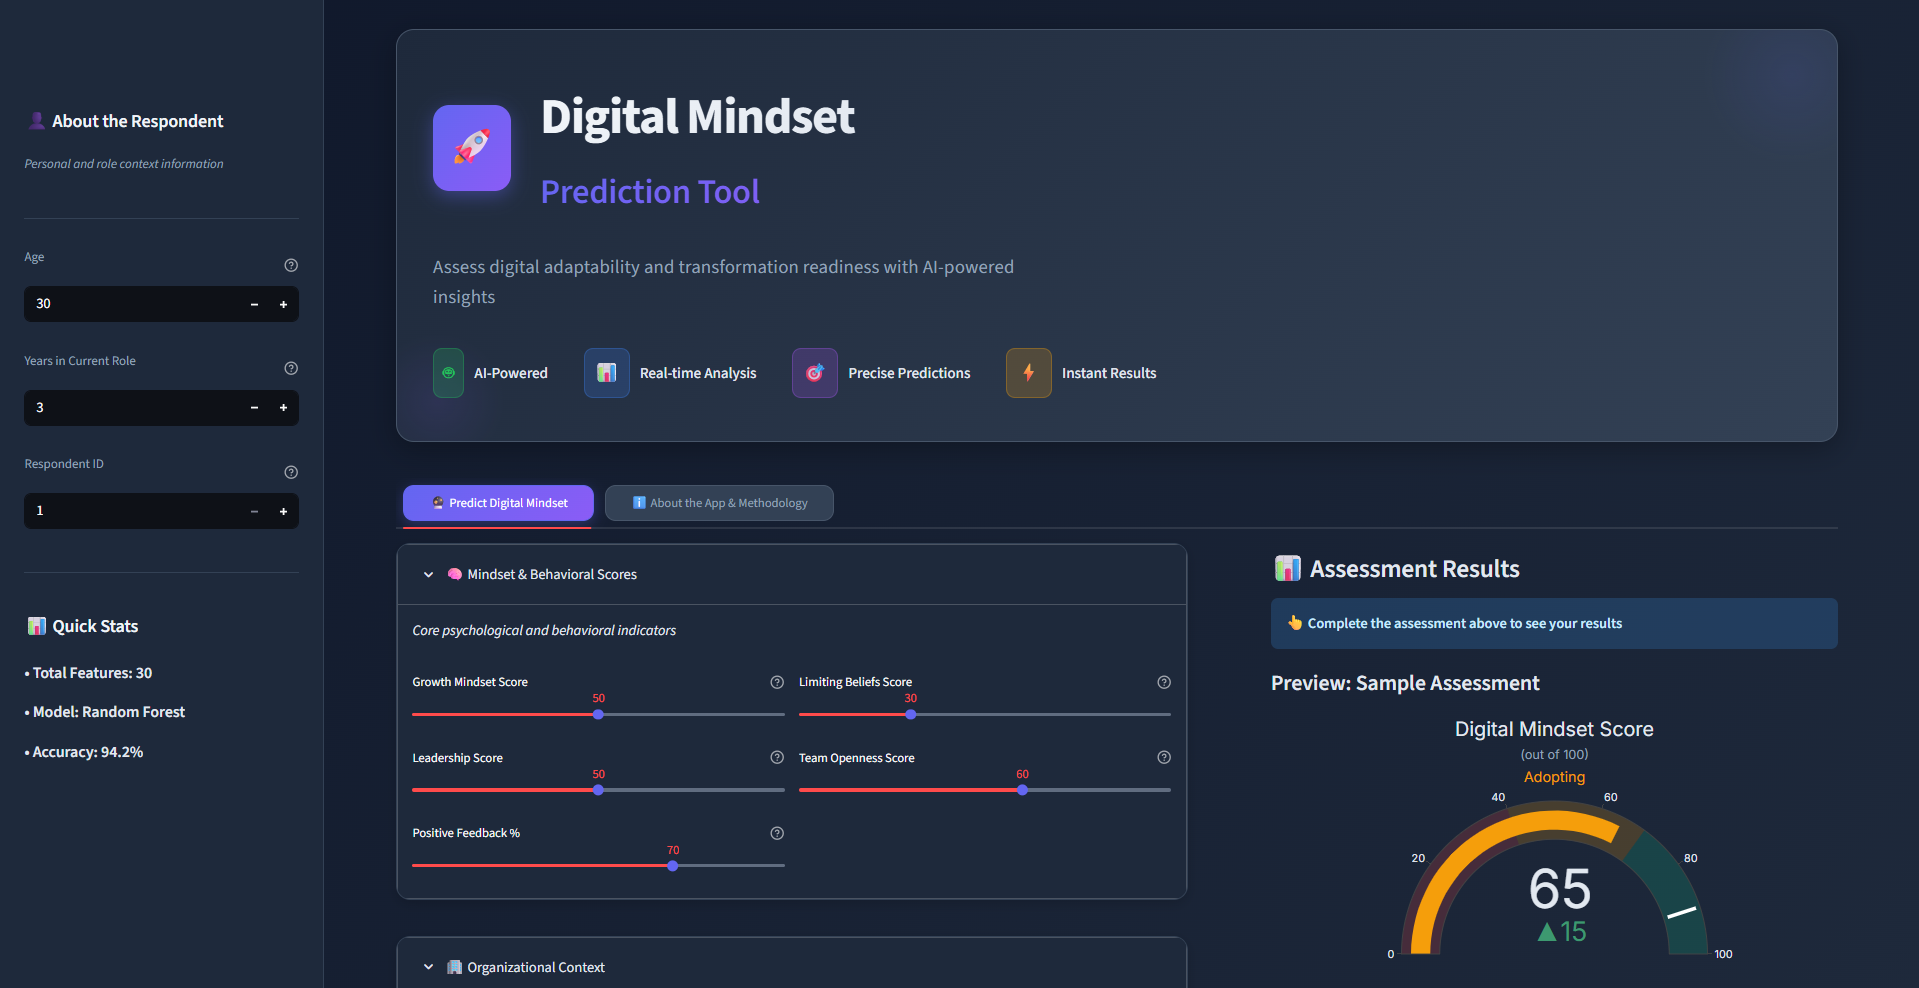 About the Respondent
Personal and role context information
Age
30
Years in Current Role
3
Respondent ID
1
Quick Stats
• Total Features: 30
• Model: Random Forest
• Accuracy: 94.2%
Digital Mindset
Prediction Tool
Assess digital adaptability and transformation readiness with AI-powered
insights
AI-Powered
Real-time Analysis
Precise Predictions
Instant Results
Predict Digital Mindset
About the App & Methodology
Mindset & Behavioral Scores
Core psychological and behavioral indicators
Growth Mindset Score
50
Limiting Beliefs Score
30
Leadership Score
50
Team Openness Score
60
Positive Feedback %
70
Organizational Context
Assessment Results
Complete the assessment above to see your results
Preview: Sample Assessment
Digital Mindset Score
(out of 100)
Adopting
40
60
20
80
65
▲15
0
100